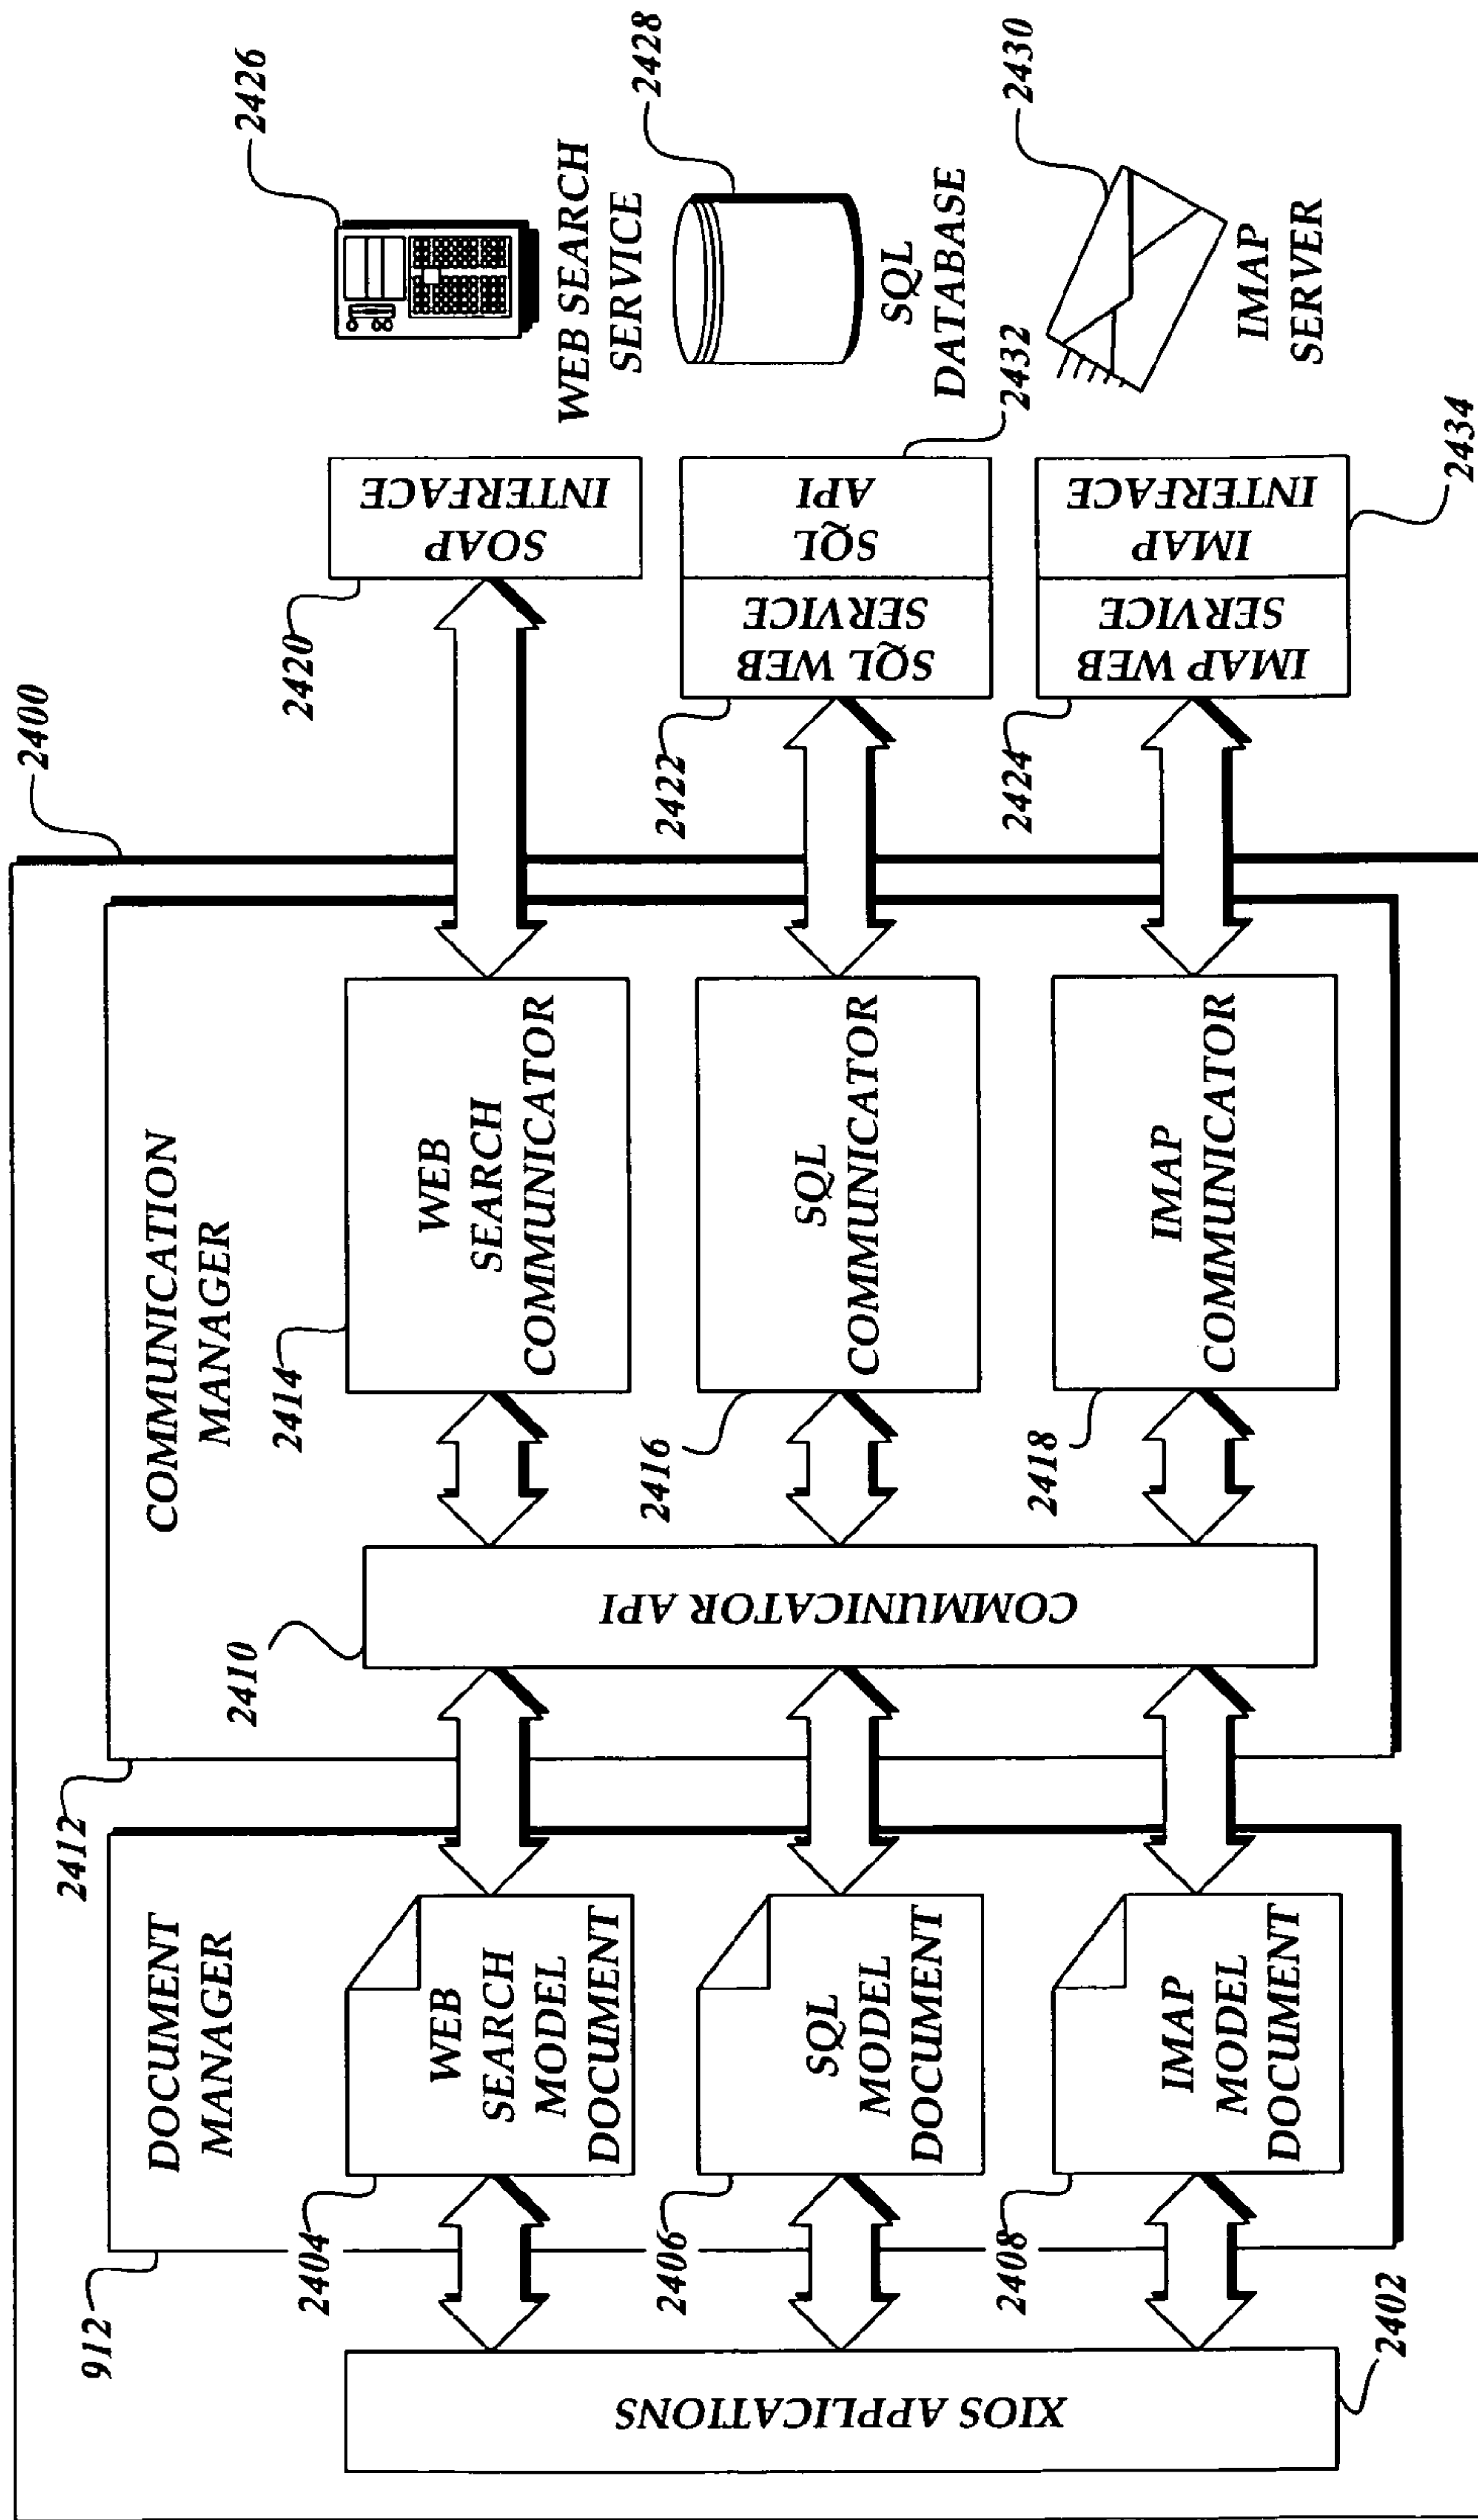 2400
912
DOCUMENT
MANAGER
2412
COMMUNICATION
MANAGER
XIOS APPLICATIONS
2402
2404
WEB
SEARCH
MODEL
DOCUMENT
2406
SQL
MODEL
DOCUMENT
2408
IMAP
MODEL
DOCUMENT
2410
COMMUNICATOR API
2414
WEB
SEARCH
COMMUNICATOR
2416
SQL
COMMUNICATOR
2418
IMAP
COMMUNICATOR
2420
SOAP
INTERFACE
2422
SQL WEB
SERVICE
SQL
API
2432
2424
IMAP WEB
SERVICE
IMAP
INTERFACE
2434
2426
WEB SEARCH
SERVICE
2428
SQL
DATABASE
2430
IMAP
SERVER